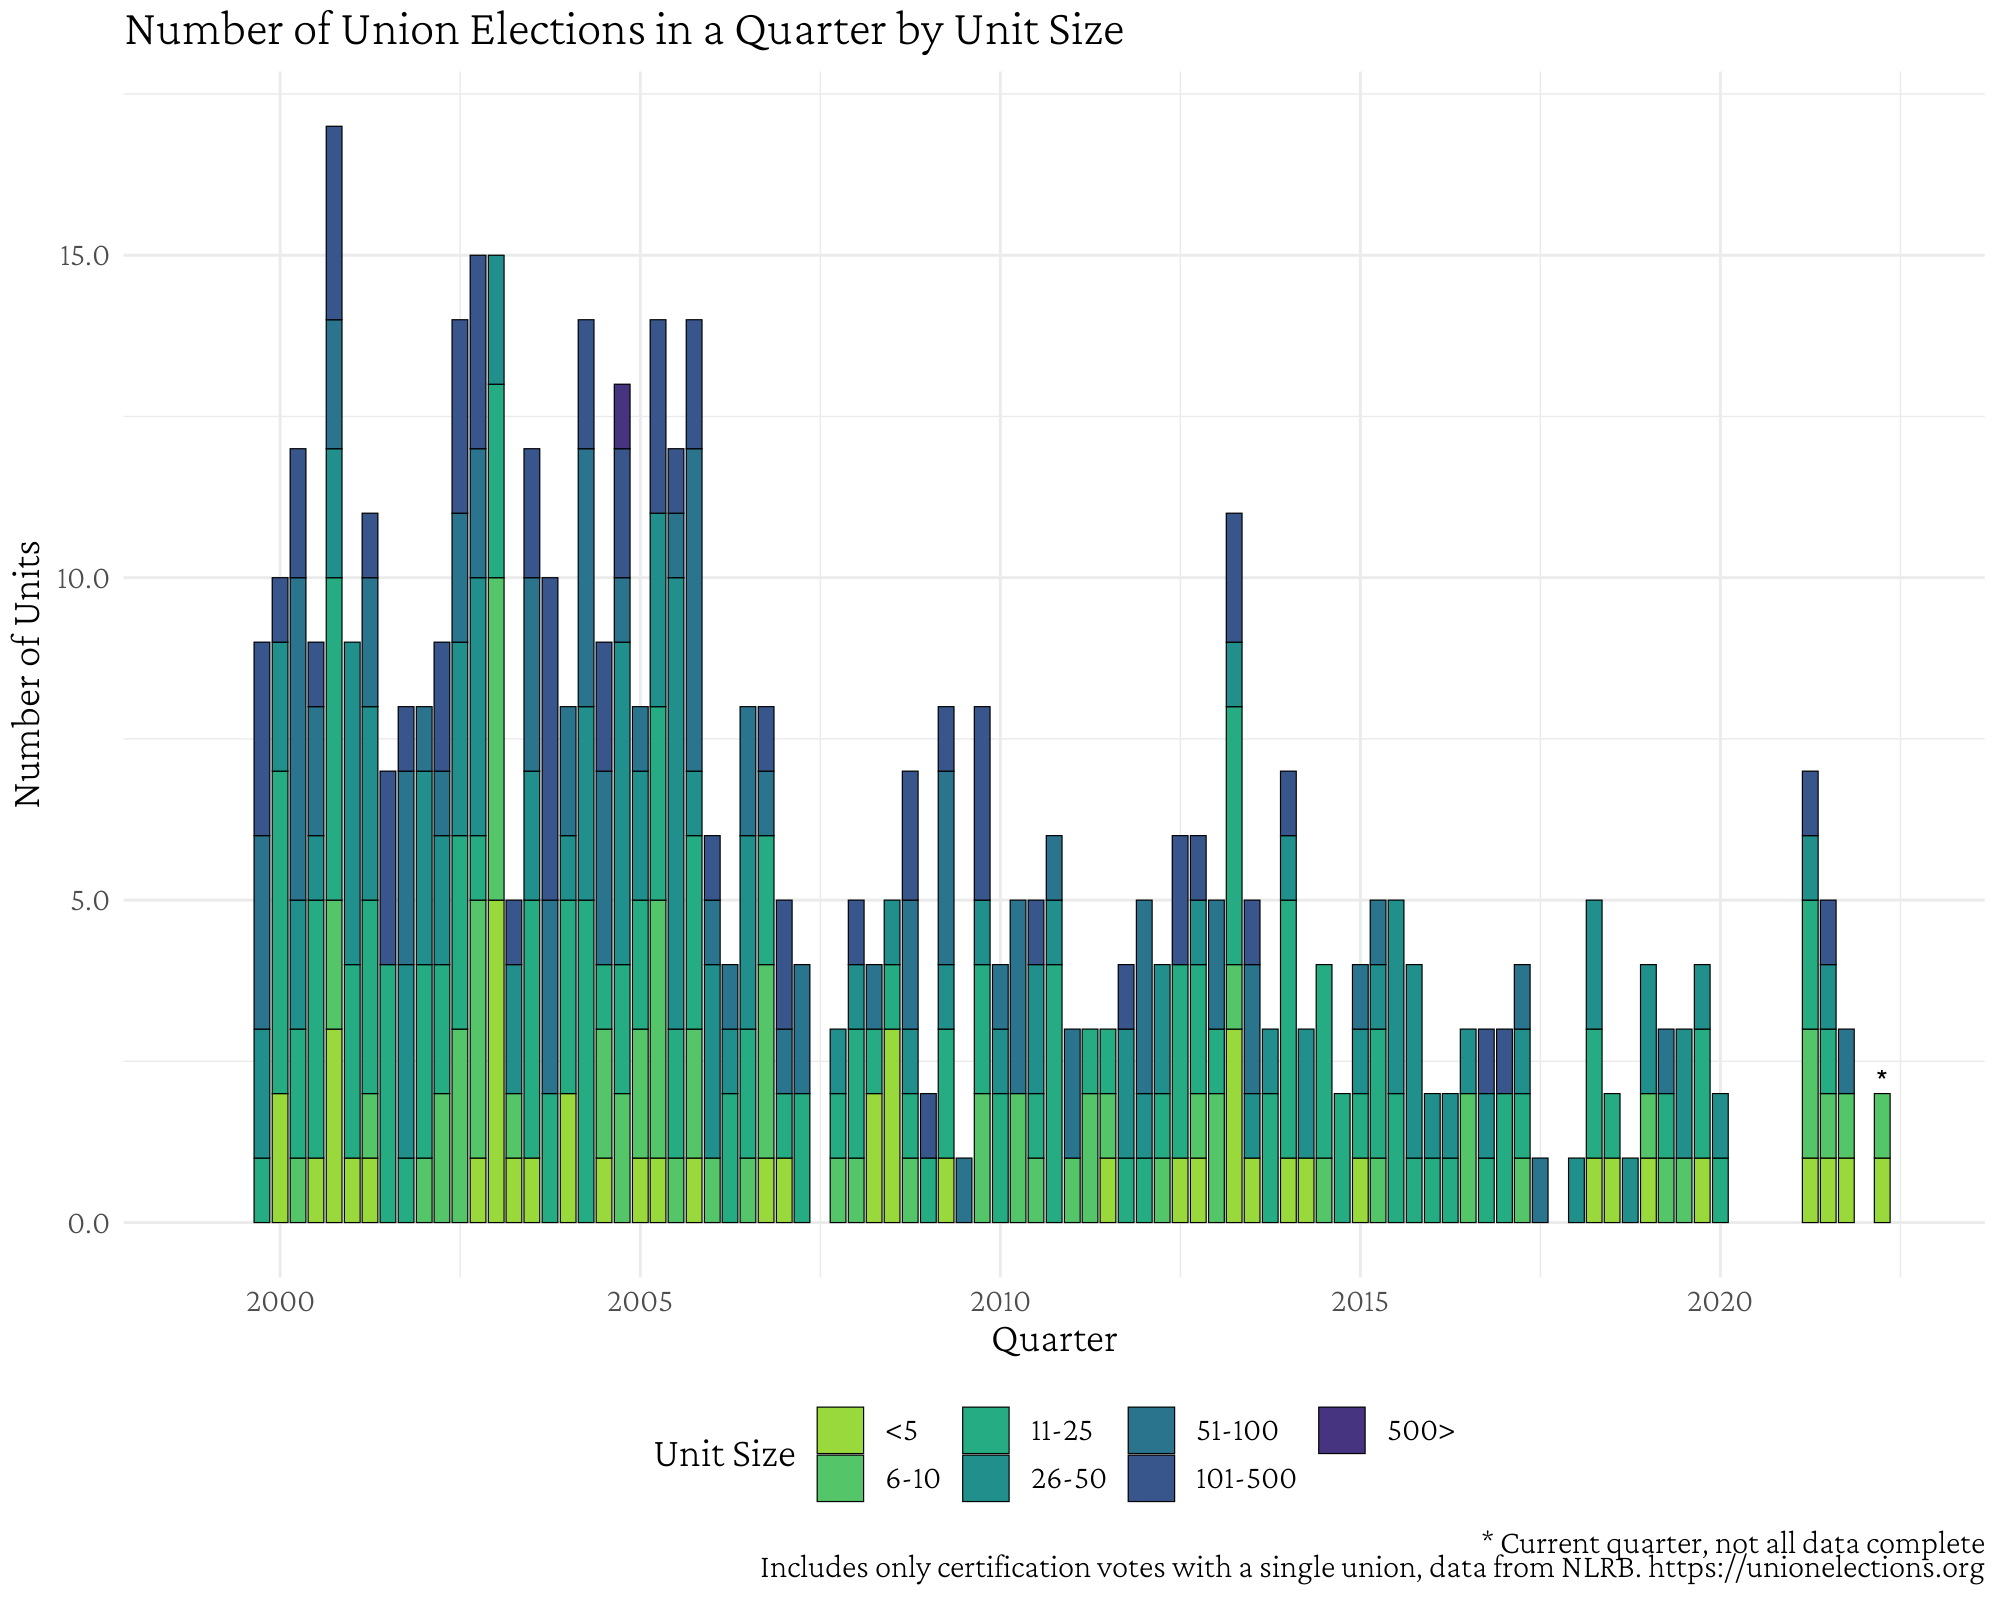 Number of Union Elections in a Quarter by Unit Size
Number of Units
15.0
10.0
5.0
0.0
*
2000 2005 2010 2015 2020
Quarter
Unit Size
<5 11-25 51-100 500>
6-10 26-50 101-500
* Current quarter, not all data complete
Includes only certification votes with a single union, data from NLRB. https://unionelections.org